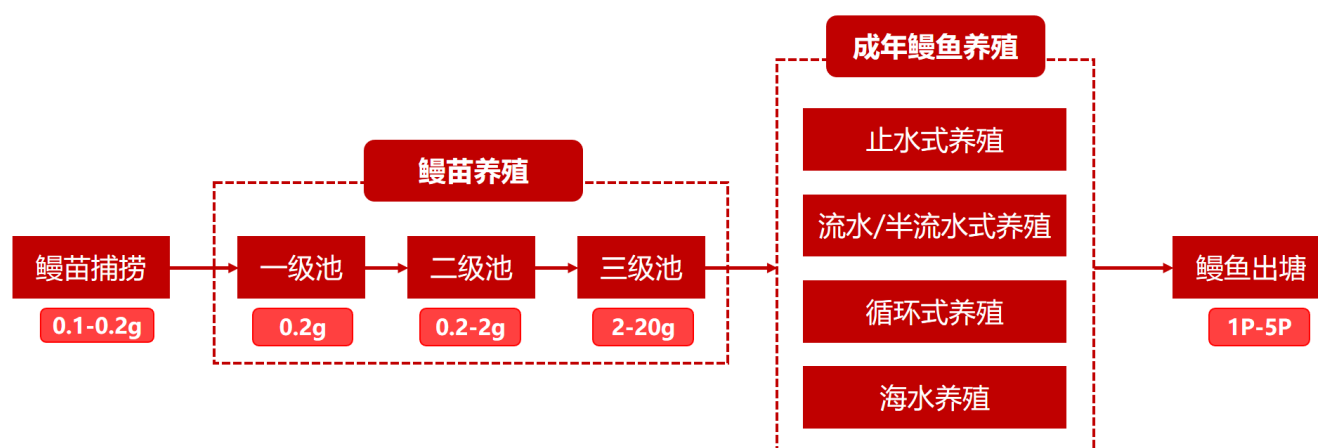 成年鳗鱼养殖
止水式养殖
鳗苗养殖
流水/半流水式养殖
鳗苗捕捞
一级池
二级池
三级池
鳗鱼出塘
循环式养殖
0.1-0.2g
0.2g
0.2-2g
2-20g
1P-5P
海水养殖